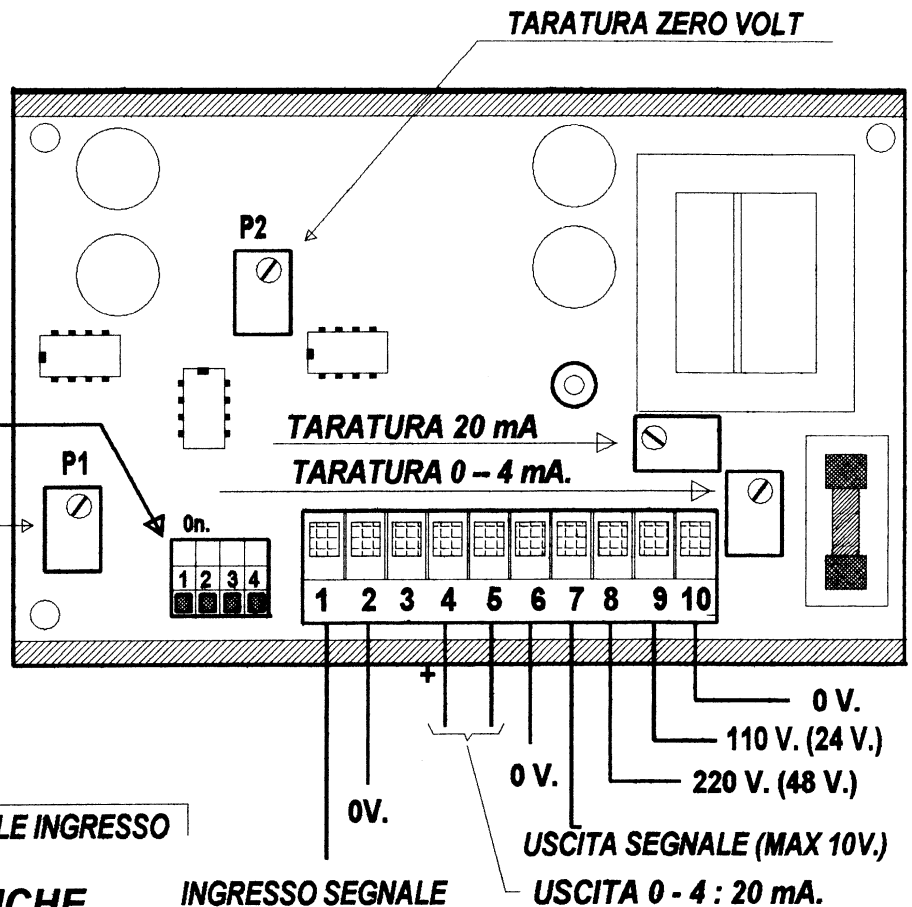 TARATURA ZERO VOLT
P2
TARATURA 20 mA
TARATURA 0 – 4 mA.
P1
On.
1 2 3 4
1 2 3 4 5 6 7 8 9 10
+
0 V.
110 V. (24 V.)
0 V.
220 V. (48 V.)
0V.
LE INGRESSO
USCITA SEGNALE (MAX 10V.)
INGRESSO SEGNALE
USCITA 0 - 4 : 20 mA.